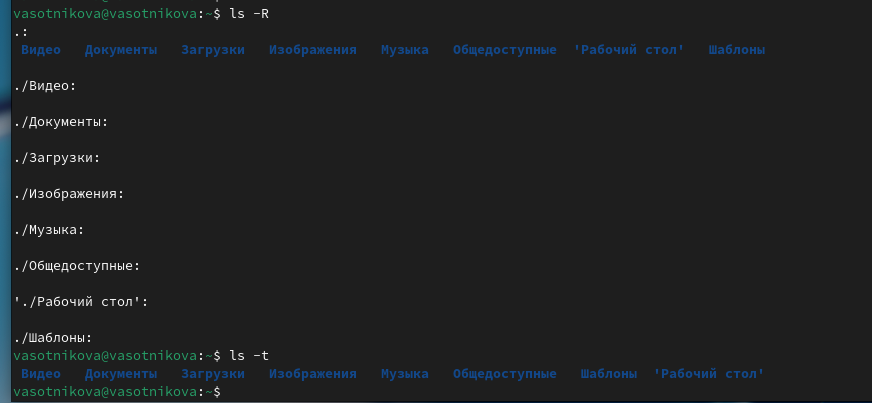 vasotnikova@vasotnikova:~$ ls -R
.:
Видео Документы Загрузки Изображения Музыка Общедоступные 'Рабочий стол' Шаблоны
./Видео:
./Документы:
./Загрузки:
./Изображения:
./Музыка:
./Общедоступные:
'./Рабочий стол':
./Шаблоны:
vasotnikova@vasotnikova:~$ ls -t
Видео Документы Загрузки Изображения Музыка Общедоступные Шаблоны 'Рабочий стол'
vasotnikova@vasotnikova:~$